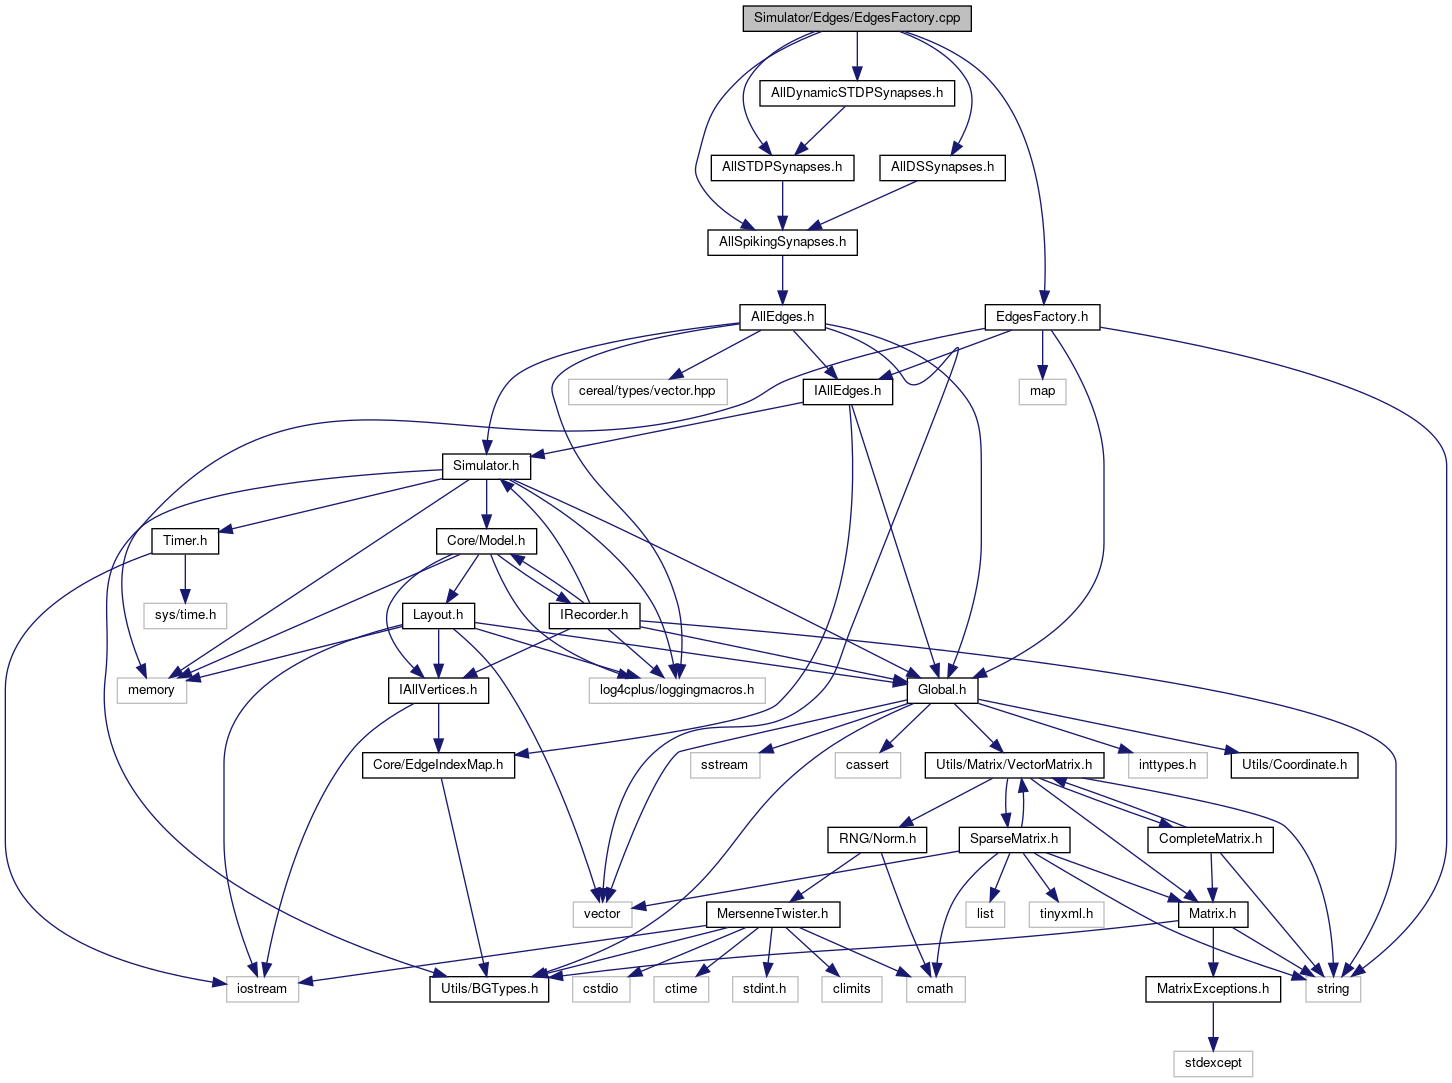 Simulator/Edges/EdgesFactory.cpp
AllDynamicSTDPSynapses.h
AllSTDPSynapses.h
AllDSSynapses.h
AllSpikingSynapses.h
AllEdges.h
EdgesFactory.h
cereal/types/vector.hpp
IAllEdges.h
map
Simulator.h
Timer.h
Core/Model.h
sys/time.h
Layout.h
IRecorder.h
memory
IAllVertices.h
log4cplus/loggingmacros.h
Global.h
Core/EdgeIndexMap.h
sstream
cassert
Utils/Matrix/VectorMatrix.h
inttypes.h
Utils/Coordinate.h
RNG/Norm.h
SparseMatrix.h
CompleteMatrix.h
vector
MersenneTwister.h
list
tinyxml.h
Matrix.h
iostream
Utils/BGTypes.h
cstdio
ctime
stdint.h
climits
cmath
MatrixExceptions.h
string
stdexcept